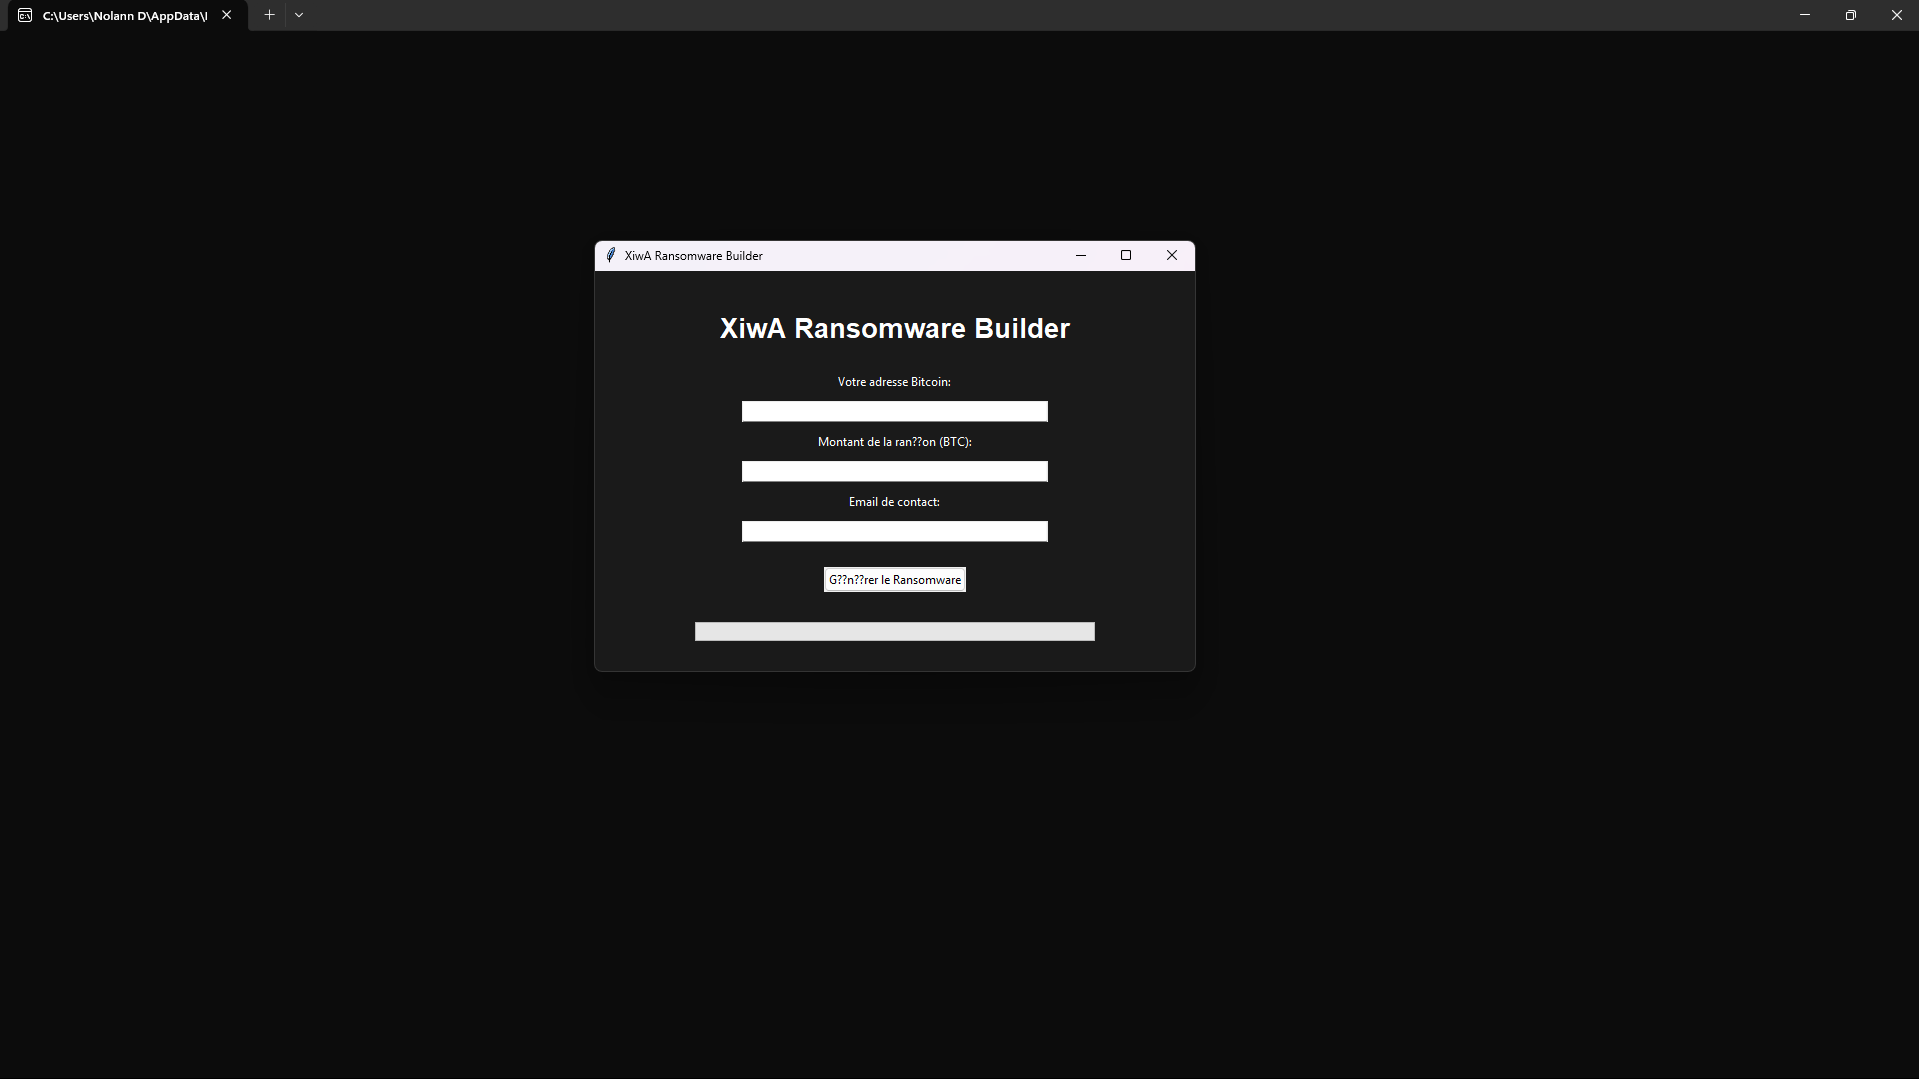 C:\Users\Nolann D\AppData\l
XiwA Ransomware Builder
XiwA Ransomware Builder
Votre adresse Bitcoin:
Montant de la ran??on (BTC):
Email de contact:
G??n??rer le Ransomware